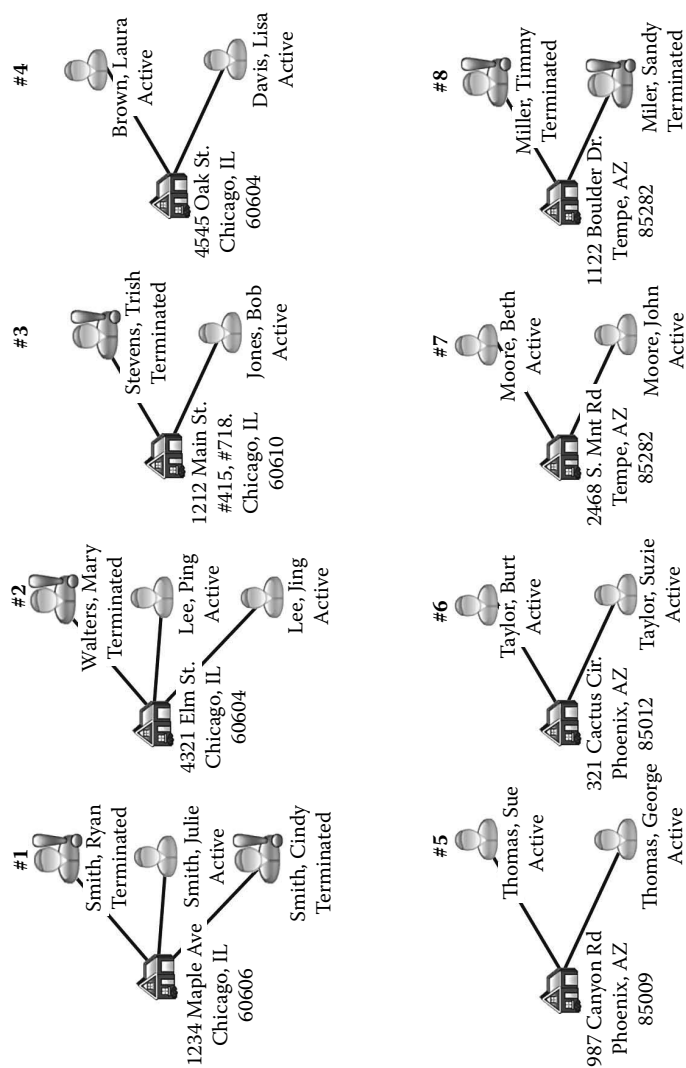 #1
Smith, Ryan
Terminated
Smith, Julie
Active
Smith, Cindy
Terminated
1234 Maple Ave
Chicago, IL
60606
#2
Walters, Mary
Terminated
Lee, Ping
Active
Lee, Jing
Active
4321 Elm St.
Chicago, IL
60604
#3
Stevens, Trish
Terminated
Jones, Bob
Active
1212 Main St.
#415, #718.
Chicago, IL
60610
#4
Brown, Laura
Active
Davis, Lisa
Active
4545 Oak St.
Chicago, IL
60604
#5
Thomas, Sue
Active
Thomas, George
Active
987 Canyon Rd
Phoenix, AZ
85009
#6
Taylor, Burt
Active
Taylor, Suzie
Active
321 Cactus Cir.
Phoenix, AZ
85012
#7
Moore, Beth
Active
Moore, John
Active
2468 S. Mnt Rd
Tempe, AZ
85282
#8
Miller, Timmy
Terminated
Miler, Sandy
Terminated
1122 Boulder Dr.
Tempe, AZ
85282